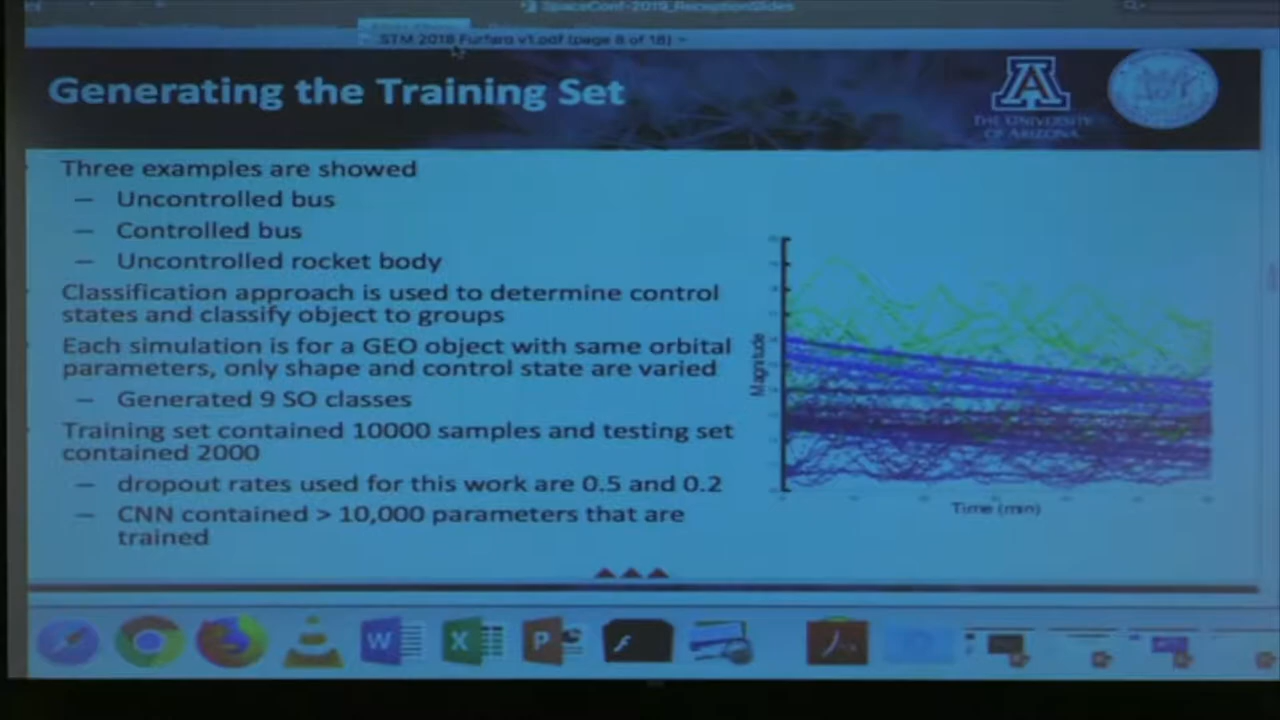 SpaceConf-2019_ReceptionSlides
STM 2018 Furfaro v1.pdf (page 8 of 18)
Generating the Training Set
THE UNIVERSITY
OF ARIZONA
Three examples are showed
– Uncontrolled bus
– Controlled bus
– Uncontrolled rocket body
Classification approach is used to determine control
states and classify object to groups
Each simulation is for a GEO object with same orbital
parameters, only shape and control state are varied
– Generated 9 SO classes
Training set contained 10000 samples and testing set
contained 2000
– dropout rates used for this work are 0.5 and 0.2
– CNN contained > 10,000 parameters that are
trained
Magnitude
Time (min)
W
X
P
f